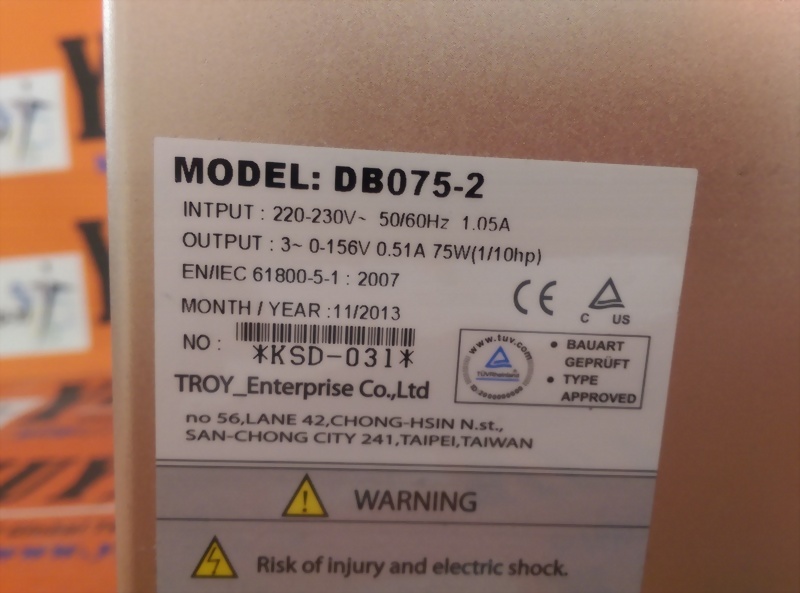 MODEL: DB075-2
INTPUT : 220-230V~ 50/60Hz 1.05A
OUTPUT : 3~ 0-156V 0.51A 75W(1/10hp)
EN/IEC 61800-5-1 : 2007
MONTH / YEAR :11/2013
CE
C US
NO :
*KSD-031*
www.tuv.com
TÜVRheinland
• BAUART
GEPRÜFT
• TYPE
APPROVED
TROY_Enterprise Co.,Ltd
no 56,LANE 42,CHONG-HSIN N.st.,
SAN-CHONG CITY 241,TAIPEI,TAIWAN
WARNING
Risk of injury and electric shock.